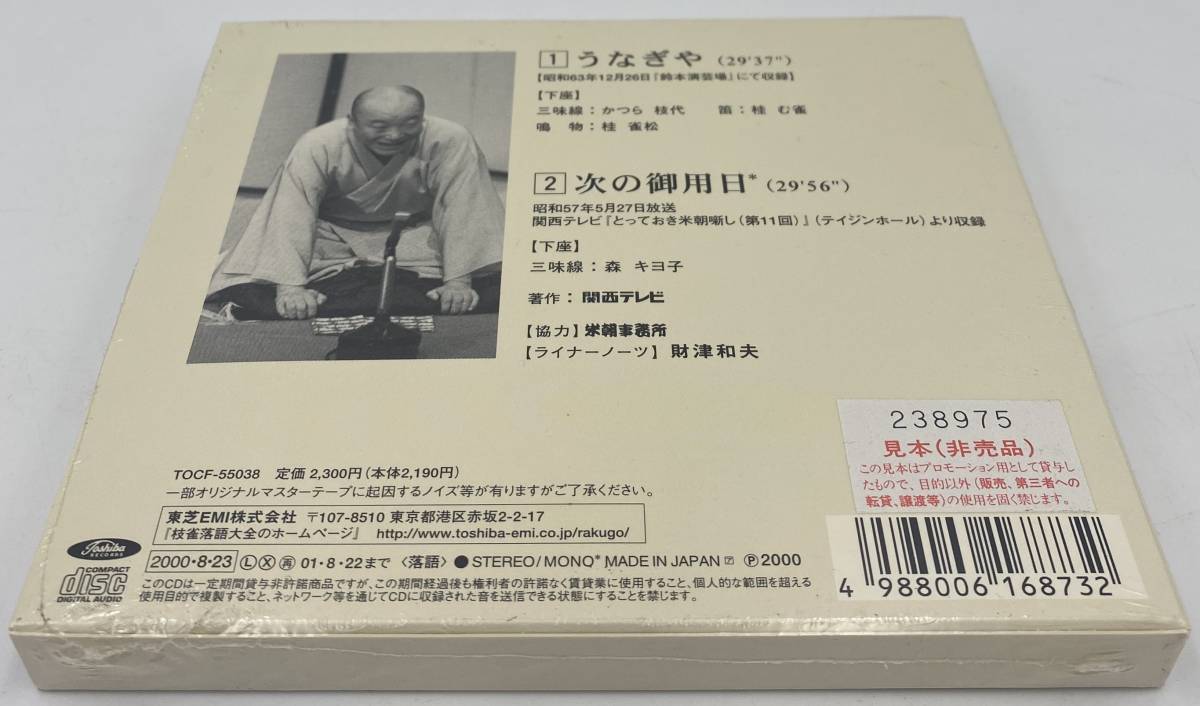 1 うなぎや (29'37")
【昭和63年12月26日『鈴本演芸場』にて収録】
【下座】
三味線：かつら 枝代　笛：桂 む雀
鳴　物：桂 雀松
2 次の御用日* (29'56")
昭和57年5月27日放送
関西テレビ『とっておき米朝噺し(第11回)』(テイジンホール)より収録
【下座】
三味線：森 キヨ子
著作：関西テレビ
【協力】米朝事務所
【ライナーノーツ】財津和夫
238975
見本(非売品)
この見本はプロモーション用として貸与し
たもので、目的以外(販売、第三者への
転貸、譲渡等)の使用を固く禁じます。
TOCF-55038　定価 2,300円(本体2,190円)
一部オリジナルマスターテープに起因するノイズ等が有りますがご了承ください。
東芝EMI株式会社　〒107-8510 東京都港区赤坂2-2-17
『枝雀落語大全のホームページ』　http://www.toshiba-emi.co.jp/rakugo/
Toshiba
RECORDS
COMPACT
disc
DIGITAL AUDIO
2000・8・23 Ⓛ Ⓧ 再 01・8・22まで 〈落語〉 ●STEREO/MONO* MADE IN JAPAN Ⓟ2000
このCDは一定期間貸与非許諾商品ですが、この期間経過後も権利者の許諾なく賃貸業に使用すること、個人的な範囲を超える
使用目的で複製すること、ネットワーク等を通じてCDに収録された音を送信できる状態にすることを禁じます。
4 988006 168732